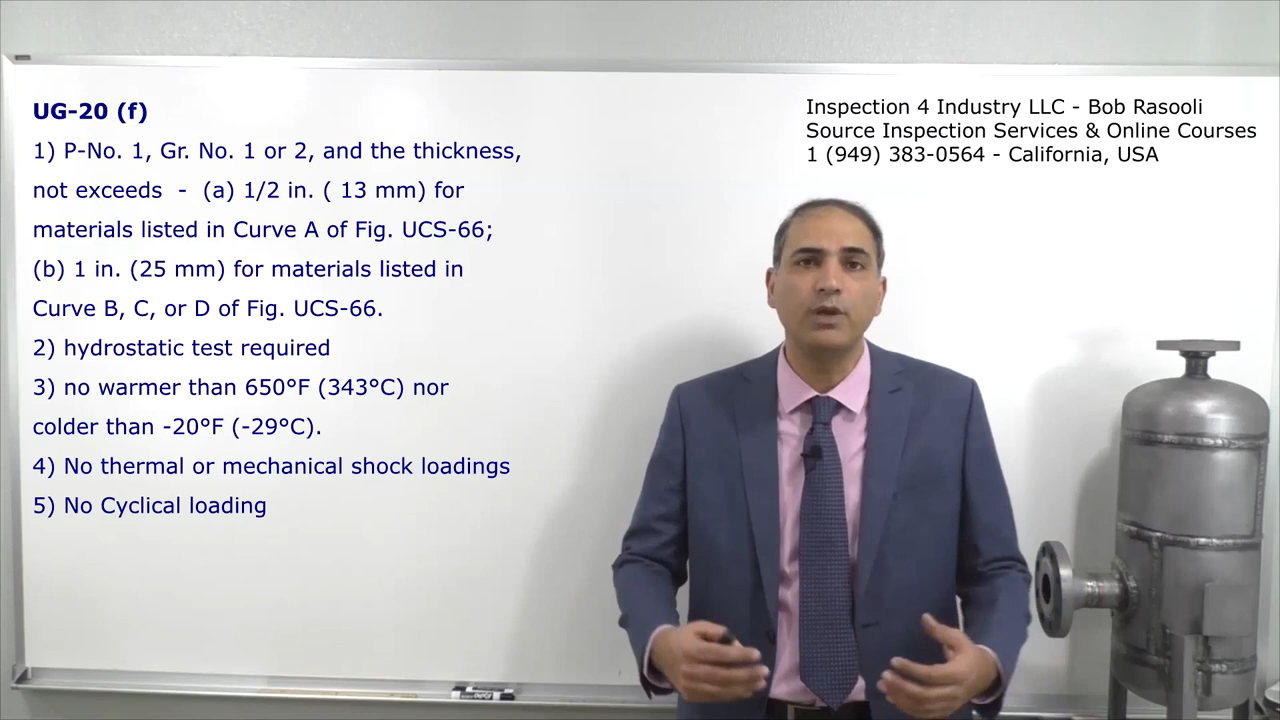 UG-20 (f)
1) P-No. 1, Gr. No. 1 or 2, and the thickness,
not exceeds - (a) 1/2 in. ( 13 mm) for
materials listed in Curve A of Fig. UCS-66;
(b) 1 in. (25 mm) for materials listed in
Curve B, C, or D of Fig. UCS-66.
2) hydrostatic test required
3) no warmer than 650°F (343°C) nor
colder than -20°F (-29°C).
4) No thermal or mechanical shock loadings
5) No Cyclical loading
Inspection 4 Industry LLC - Bob Rasooli
Source Inspection Services & Online Courses
1 (949) 383-0564 - California, USA